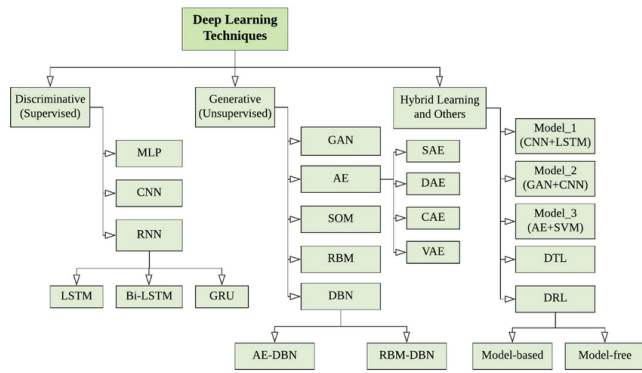 Deep Learning
Techniques
Discriminative
(Supervised)
Generative
(Unsupervised)
Hybrid Learning
and Others
MLP
CNN
RNN
LSTM
Bi-LSTM
GRU
GAN
AE
SOM
RBM
DBN
SAE
DAE
CAE
VAE
AE-DBN
RBM-DBN
Model_1
(CNN+LSTM)
Model_2
(GAN+CNN)
Model_3
(AE+SVM)
DTL
DRL
Model-based
Model-free